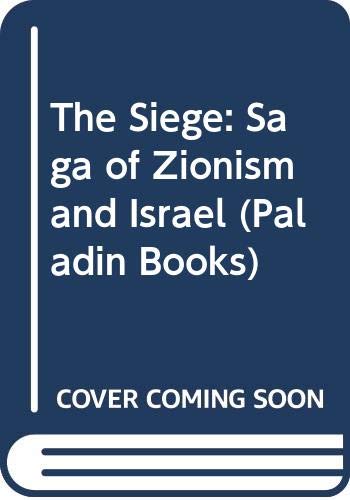 The Siege: Sa
ga of Zionism
and Israel (Pal
adin Books)
COVER COMING SOON